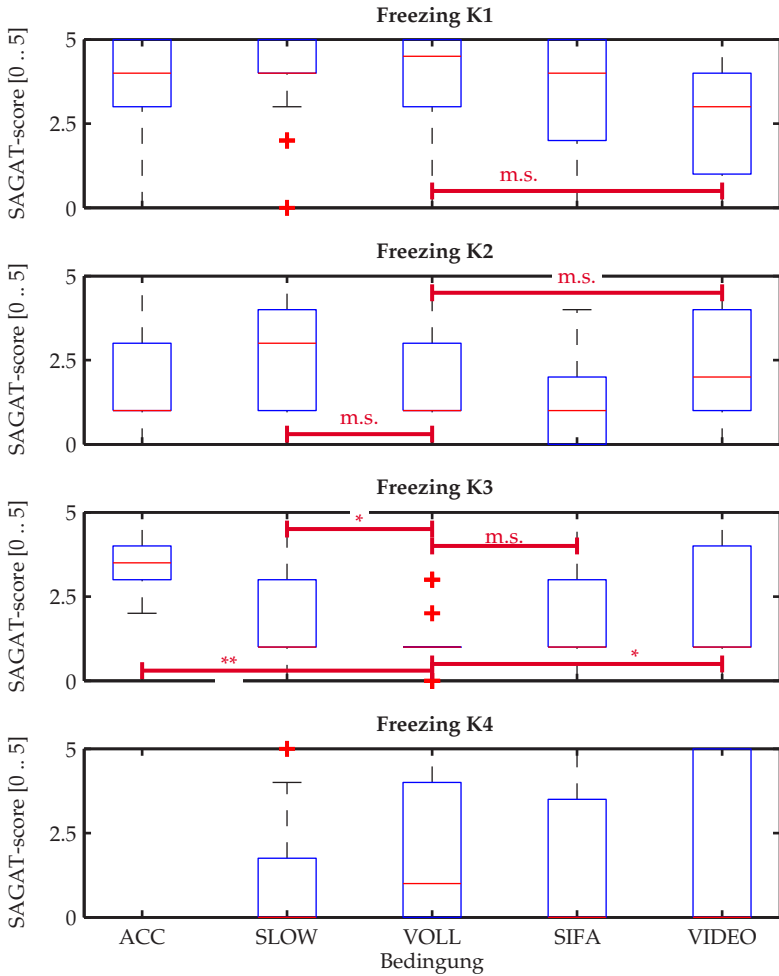 Freezing K1
SAGAT-score [0 .. 5]
5
2.5
0
m.s.
Freezing K2
SAGAT-score [0 .. 5]
5
2.5
0
m.s.
m.s.
Freezing K3
SAGAT-score [0 .. 5]
5
2.5
0
*
m.s.
**
*
Freezing K4
SAGAT-score [0 .. 5]
5
2.5
0
ACC SLOW VOLL SIFA VIDEO
Bedingung